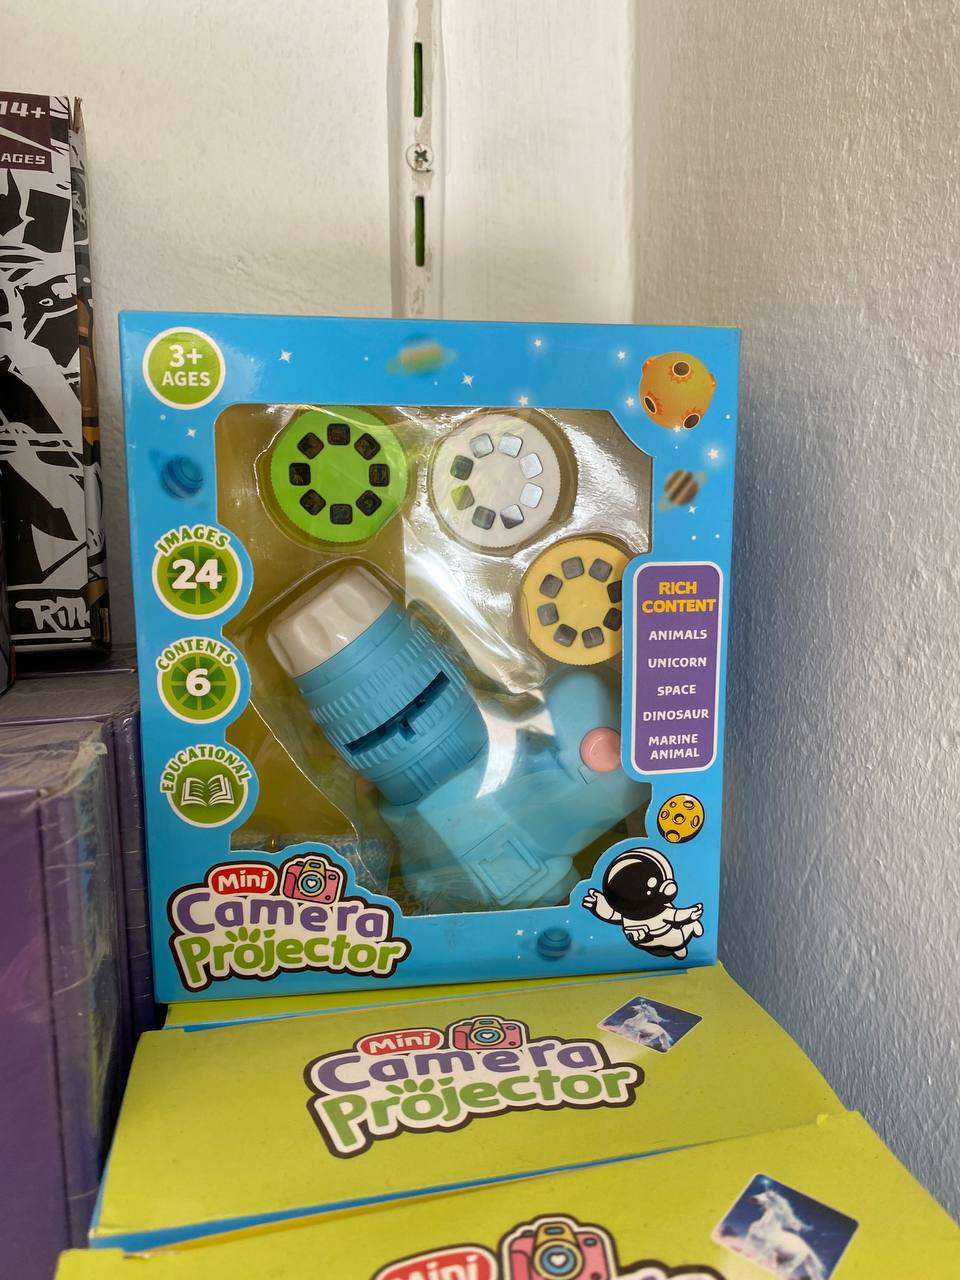 14+
AGES
3+
AGES
IMAGES
24
CONTENTS
6
EDUCATIONAL
RICH
CONTENT
ANIMALS
UNICORN
SPACE
DINOSAUR
MARINE
ANIMAL
Mini
Camera
Projector
Mini
Camera
Projector
Mini